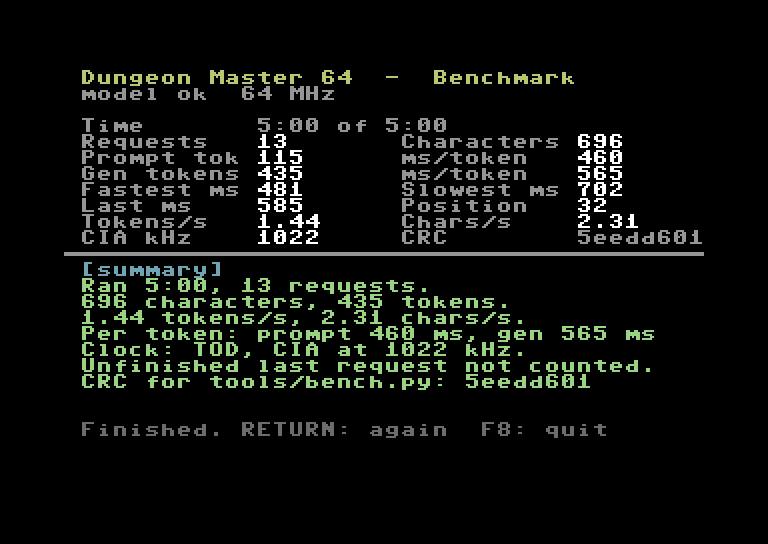 Dungeon Master 64  -  Benchmark
model ok  64 MHz
Time       5:00 of 5:00
Requests   13       Characters 696
Prompt tok 115      ms/token   460
Gen tokens 435      ms/token   565
Fastest ms 481      Slowest ms 702
Last ms    585      Position   32
Tokens/s   1.44     Chars/s    2.31
CIA kHz    1022     CRC        5eedd601
[summary]
Ran 5:00, 13 requests.
696 characters, 435 tokens.
1.44 tokens/s, 2.31 chars/s.
Per token: prompt 460 ms, gen 565 ms
Clock: TOD, CIA at 1022 kHz.
Unfinished last request not counted.
CRC for tools/bench.py: 5eedd601
Finished. RETURN: again  F8: quit